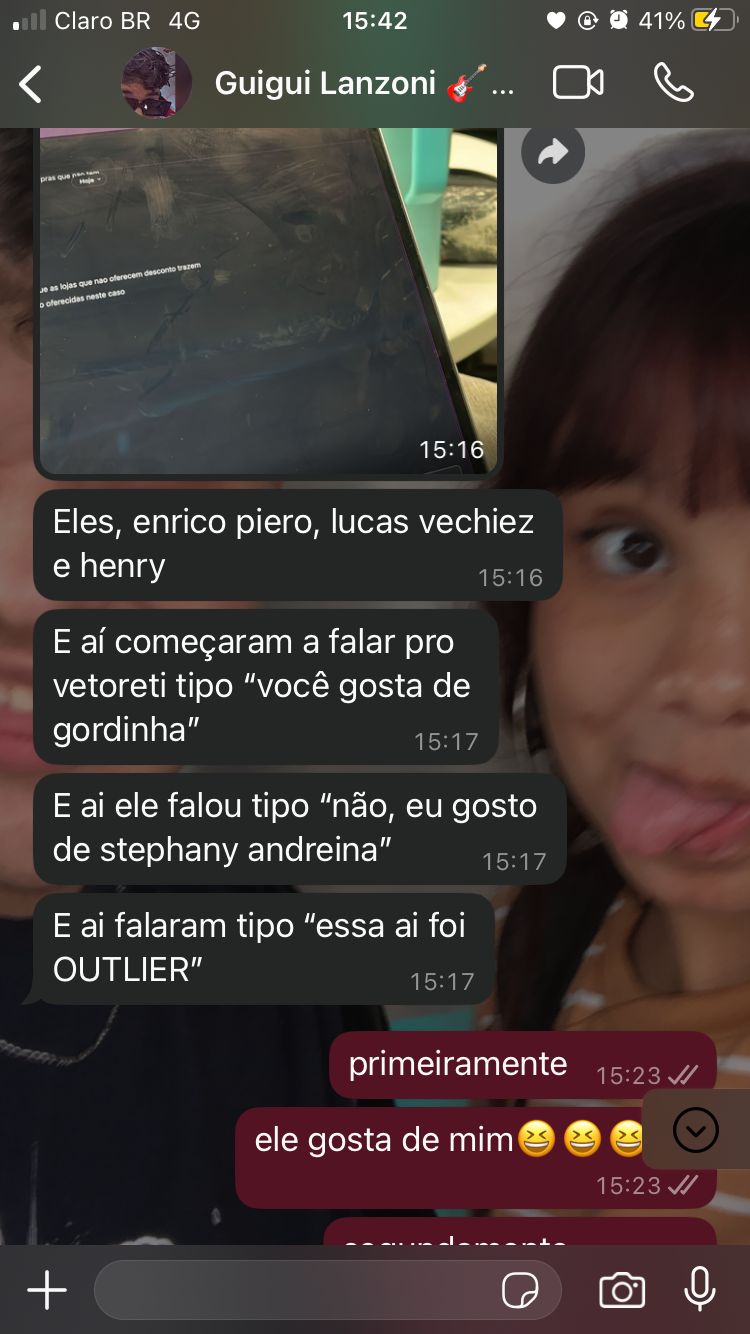 Claro BR 4G 15:42 41%
Guigui Lanzoni 🎸...
pras que não tem
Hoje
ue as lojas que nao oferecem desconto trazem
o oferecidas neste caso
15:16
Eles, enrico piero, lucas vechiez
e henry 15:16
E aí começaram a falar pro
vetoreti tipo “você gosta de
gordinha” 15:17
E ai ele falou tipo “não, eu gosto
de stephany andreina” 15:17
E ai falaram tipo “essa ai foi
OUTLIER” 15:17
primeiramente 15:23
ele gosta de mim😆😆😆
15:23
segundamente